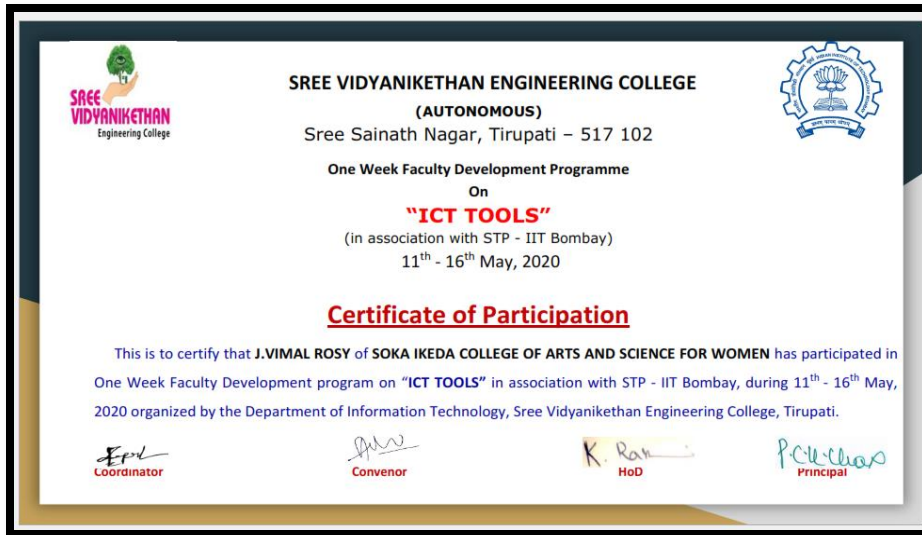 SREE
VIDYANIKETHAN
Engineering College
SREE VIDYANIKETHAN ENGINEERING COLLEGE
(AUTONOMOUS)
Sree Sainath Nagar, Tirupati – 517 102
One Week Faculty Development Programme
On
“ICT TOOLS”
(in association with STP - IIT Bombay)
11th - 16th May, 2020
Certificate of Participation
This is to certify that J.VIMAL ROSY of SOKA IKEDA COLLEGE OF ARTS AND SCIENCE FOR WOMEN has participated in
One Week Faculty Development program on “ICT TOOLS” in association with STP - IIT Bombay, during 11th - 16th May,
2020 organized by the Department of Information Technology, Sree Vidyanikethan Engineering College, Tirupati.
K. Ran
Coordinator
Convenor
HoD
Principal